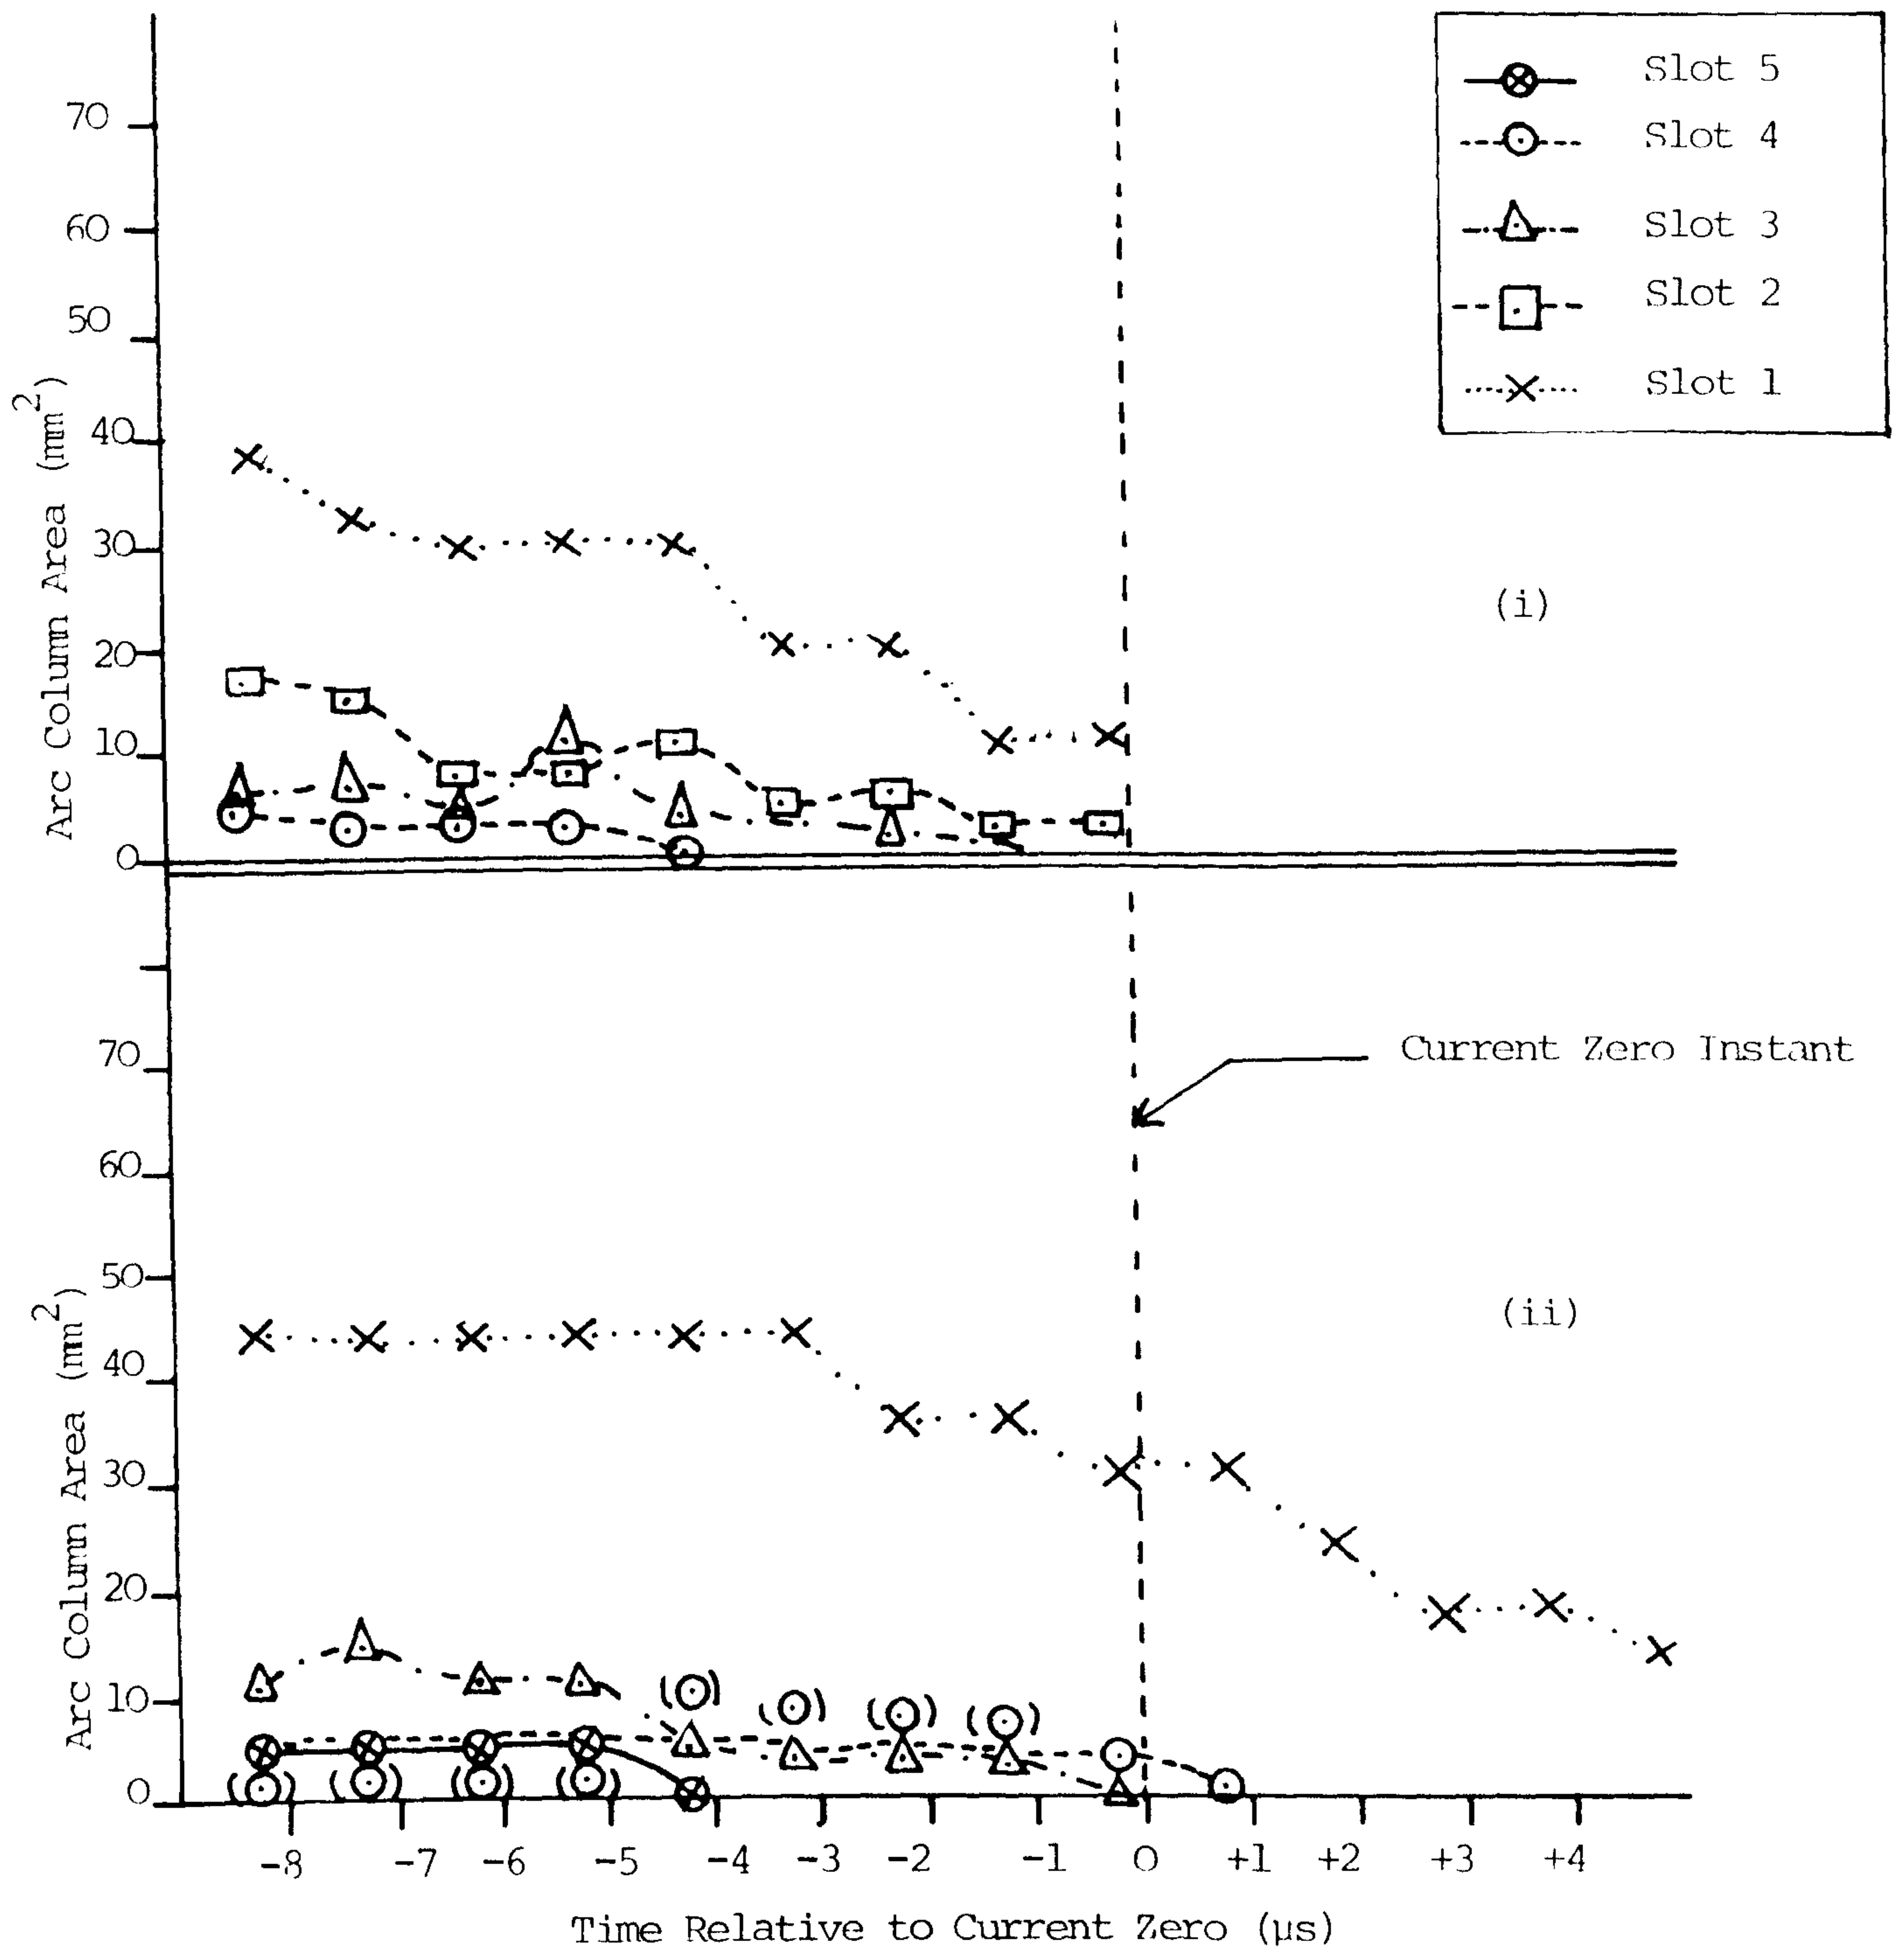 Slot 5
Slot 4
Slot 3
Slot 2
Slot 1
70
60
50
40
30
20
10
0
Arc Column Area (mm²)
(i)
Current Zero Instant
70
60
50
40
30
20
10
0
Arc Column Area (mm²)
(ii)
-8 -7 -6 -5 -4 -3 -2 -1 0 +1 +2 +3 +4
Time Relative to Current Zero (µs)